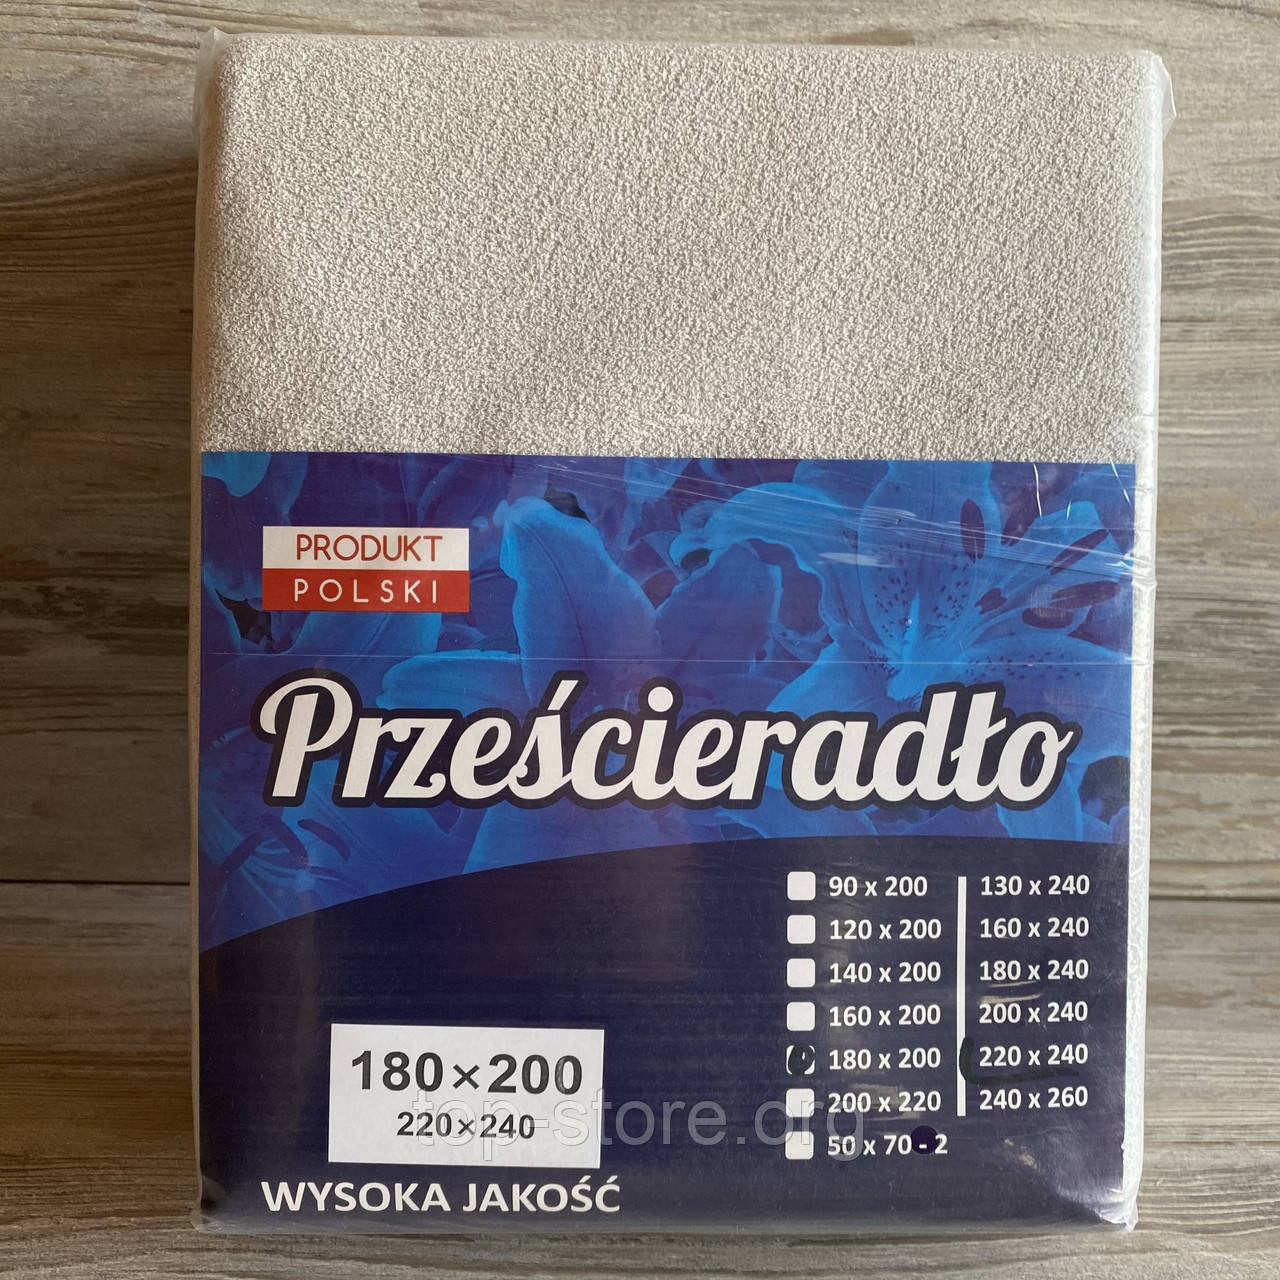 PRODUKT
POLSKI
Prześcieradło
90 x 200
120 x 200
140 x 200
160 x 200
180 x 200
200 x 220
50 x 70 - 2
130 x 240
160 x 240
180 x 240
200 x 240
220 x 240
240 x 260
180×200
220×240
top-store.org
WYSOKA JAKOŚĆ